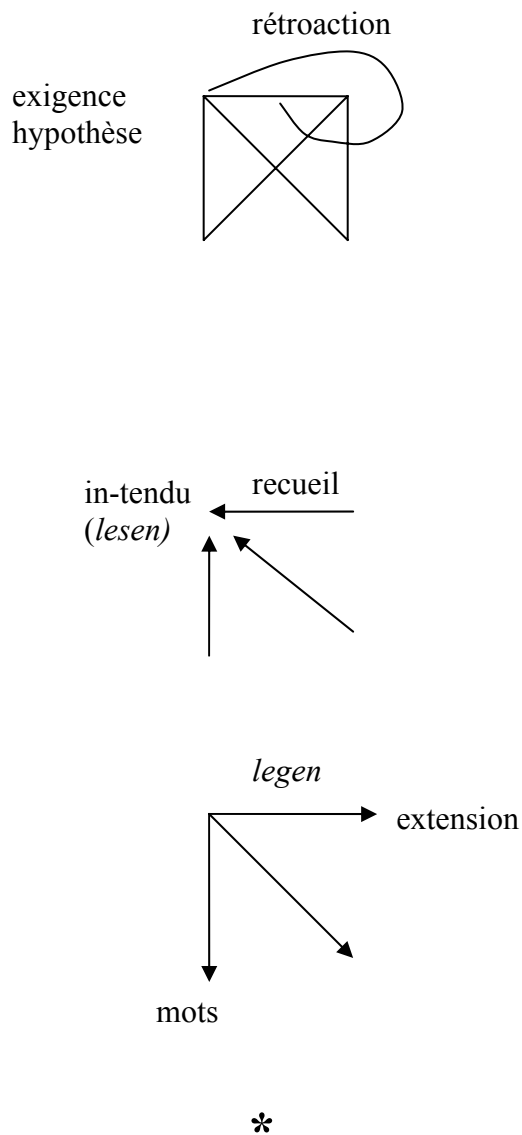 rétroaction
exigence
hypothèse
in-tendu
recueil
(lesen)
legen
extension
mots
*